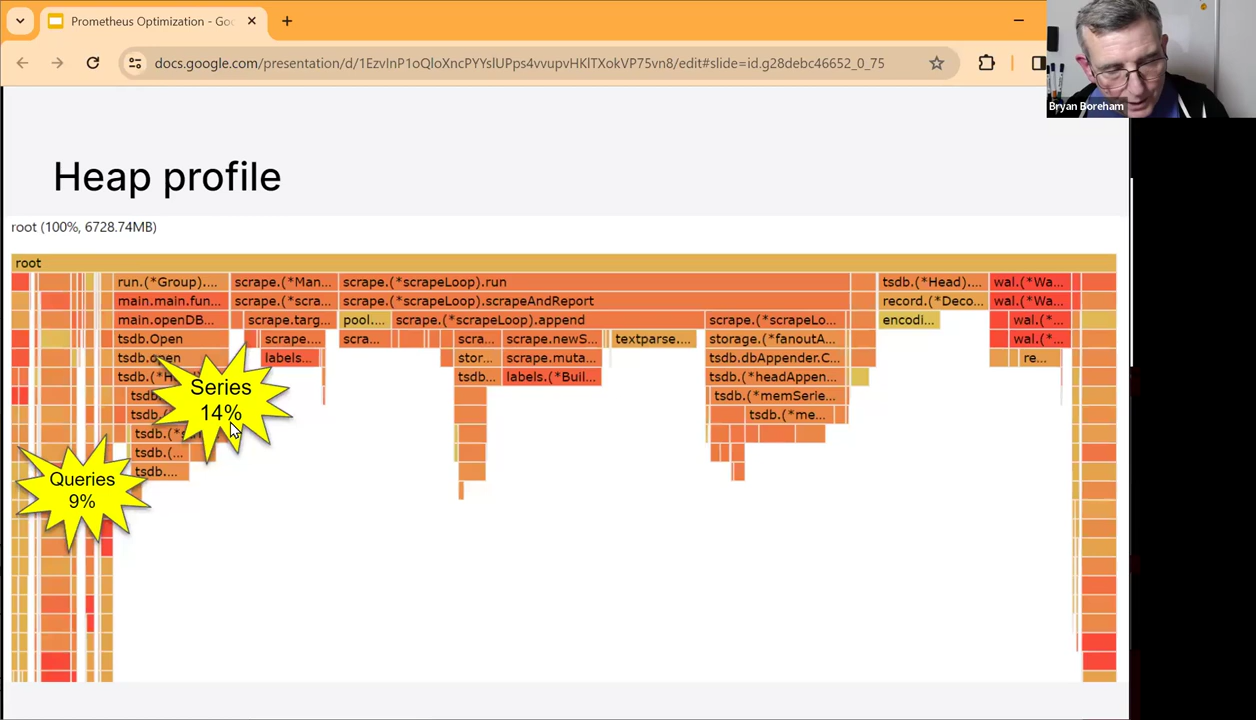 Prometheus Optimization - Goo
docs.google.com/presentation/d/1EzvInP1oQIoXncPYYslUPps4vvupvHKITXokVP75vn8/edit#slide=id.g28debc46652_0_75
Bryan Boreham
Heap profile
root (100%, 6728.74MB)
root
run.(*Group).... scrape.(*Man... scrape.(*scrapeLoop).run tsdb.(*Head).... wal.(*Wa...
main.main.fun... scrape.(*scra... scrape.(*scrapeLoop).scrapeAndReport record.(*Deco... wal.(*Wa...
main.openDB... scrape.targ... pool.... scrape.(*scrapeLoop).append scrape.(*scrapeLo... encodi... wal.(*...
tsdb.Open scrape.... scra... scra... scrape.newS... textparse.... storage.(*fanoutA... wal.(*...
tsdb.open labels... stor... scrape.muta... tsdb.dbAppender.C... re...
tsdb.(*H tsdb... labels.(*Buil... tsdb.(*headAppen...
tsdb tsdb.(*memSerie...
tsdb.( tsdb.(*me...
tsdb.(*s
tsdb.(...
tsdb....
Series
14%
Queries
9%